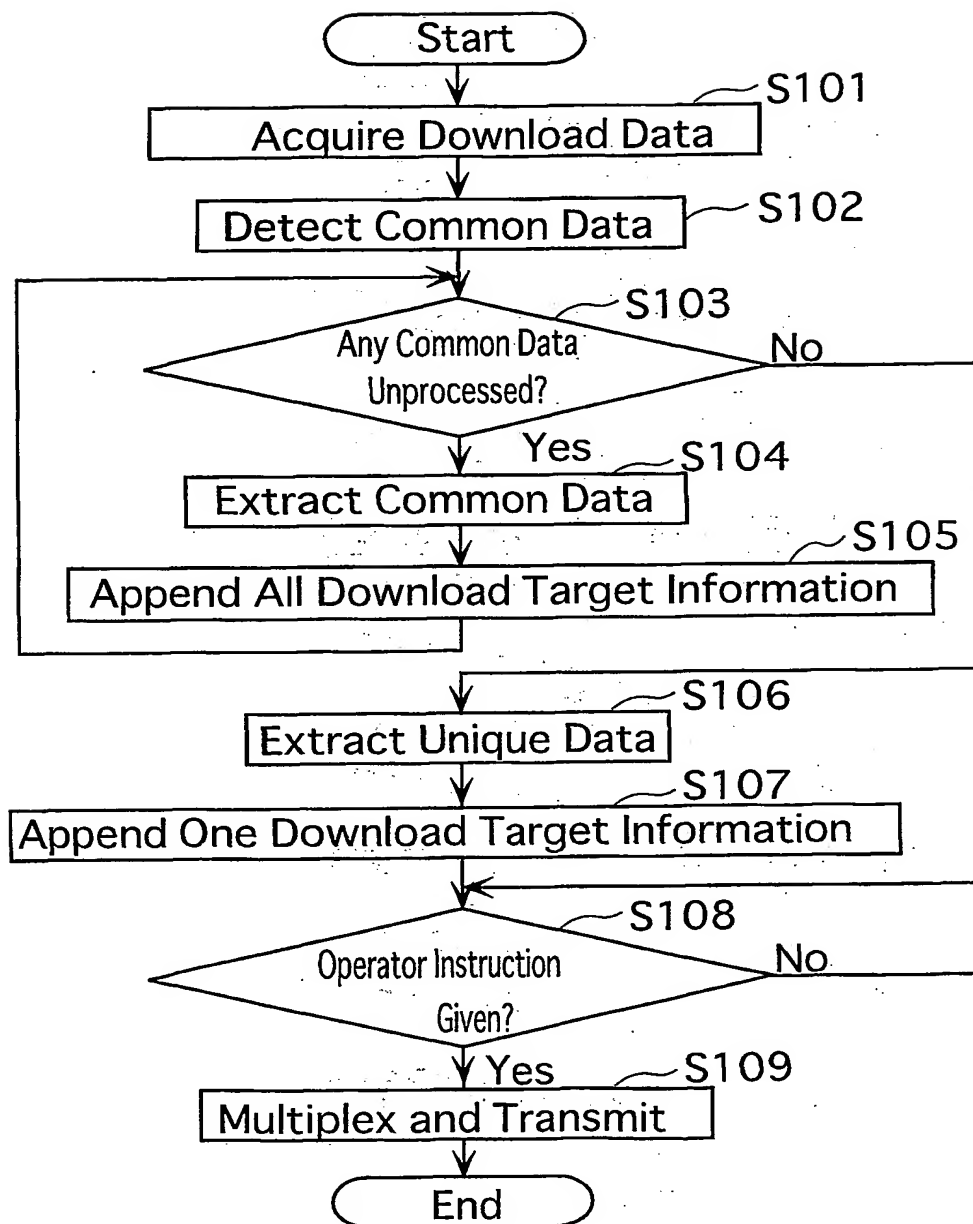 Start
S101
Acquire Download Data
S102
Detect Common Data
S103
Any Common Data
Unprocessed?
No
Yes
S104
Extract Common Data
S105
Append All Download Target Information
S106
Extract Unique Data
S107
Append One Download Target Information
S108
Operator Instruction
Given?
No
Yes
S109
Multiplex and Transmit
End